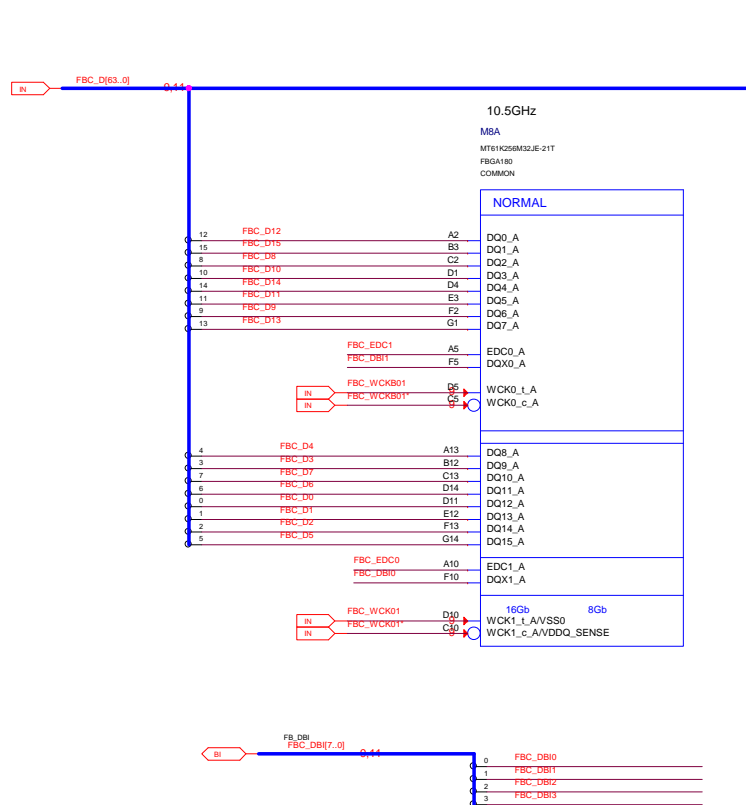 FBC_D[63..0]
IN
9,11
10.5GHz
M8A
MT61K256M32JE-21T
FBGA180
COMMON
NORMAL
12 FBC_D12 A2 DQ0_A
15 FBC_D15 B3 DQ1_A
8 FBC_D8 C2 DQ2_A
10 FBC_D10 D1 DQ3_A
14 FBC_D14 D4 DQ4_A
11 FBC_D11 E3 DQ5_A
9 FBC_D9 F2 DQ6_A
13 FBC_D13 G1 DQ7_A
FBC_EDC1 A5 EDC0_A
FBC_DBI1 F5 DQX0_A
IN FBC_WCKB01 D5 9 WCK0_t_A
IN FBC_WCKB01* C5 9 WCK0_c_A
4 FBC_D4 A13 DQ8_A
3 FBC_D3 B12 DQ9_A
7 FBC_D7 C13 DQ10_A
6 FBC_D6 D14 DQ11_A
0 FBC_D0 D11 DQ12_A
1 FBC_D1 E12 DQ13_A
2 FBC_D2 F13 DQ14_A
5 FBC_D5 G14 DQ15_A
FBC_EDC0 A10 EDC1_A
FBC_DBI0 F10 DQX1_A
16Gb 8Gb
IN FBC_WCK01 D10 9 WCK1_t_A/VSS0
IN FBC_WCK01* C10 9 WCK1_c_A/VDDQ_SENSE
FB_DBI
FBC_DBI[7..0]
BI
9,11
0 FBC_DBI0
1 FBC_DBI1
2 FBC_DBI2
3 FBC_DBI3